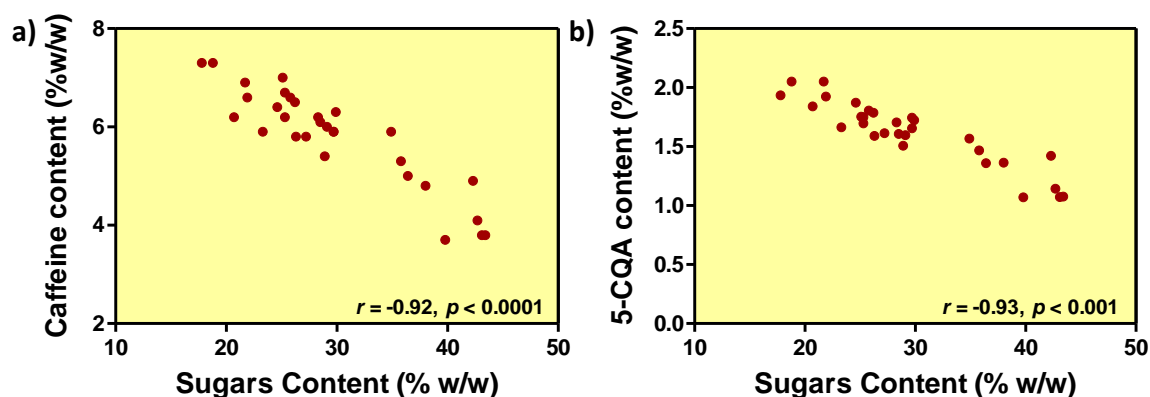 a)
Caffeine content (%w/w)
8
6
4
2
r = -0.92, p < 0.0001
10 20 30 40 50
Sugars Content (% w/w)
b)
5-CQA content (%w/w)
2.5
2.0
1.5
1.0
0.5
0.0
r = -0.93, p < 0.001
10 20 30 40 50
Sugars Content (% w/w)